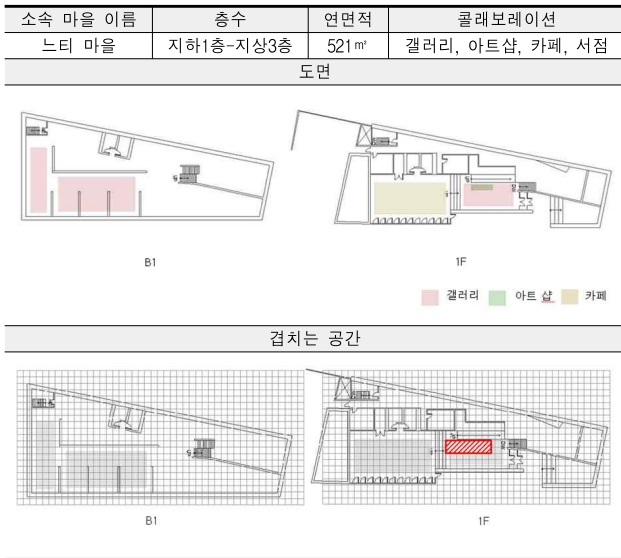 소속 마을 이름 층수 연면적 콜래보레이션
느티 마을 지하1층-지상3층 521㎡ 갤러리, 아트샵, 카페, 서점
도면
B1 1F
갤러리 아트 샵 카페
겹치는 공간
B1 1F